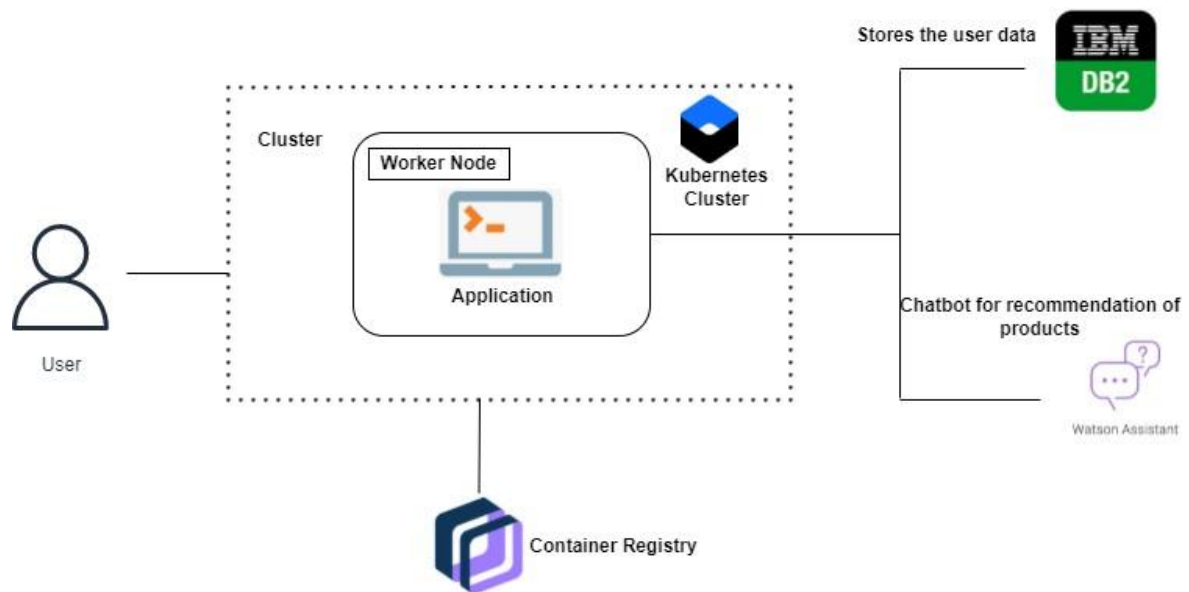 Stores the user data
IBM
DB2
Cluster
Worker Node
Kubernetes
Cluster
Application
User
Chatbot for recommendation of
products
?
Watson Assistant
Container Registry